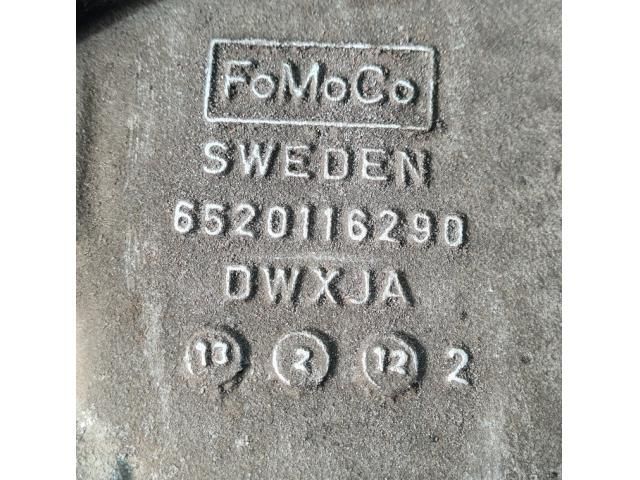 FoMoCo
SWEDEN
6520116290
DWXJA
13 2 12 2